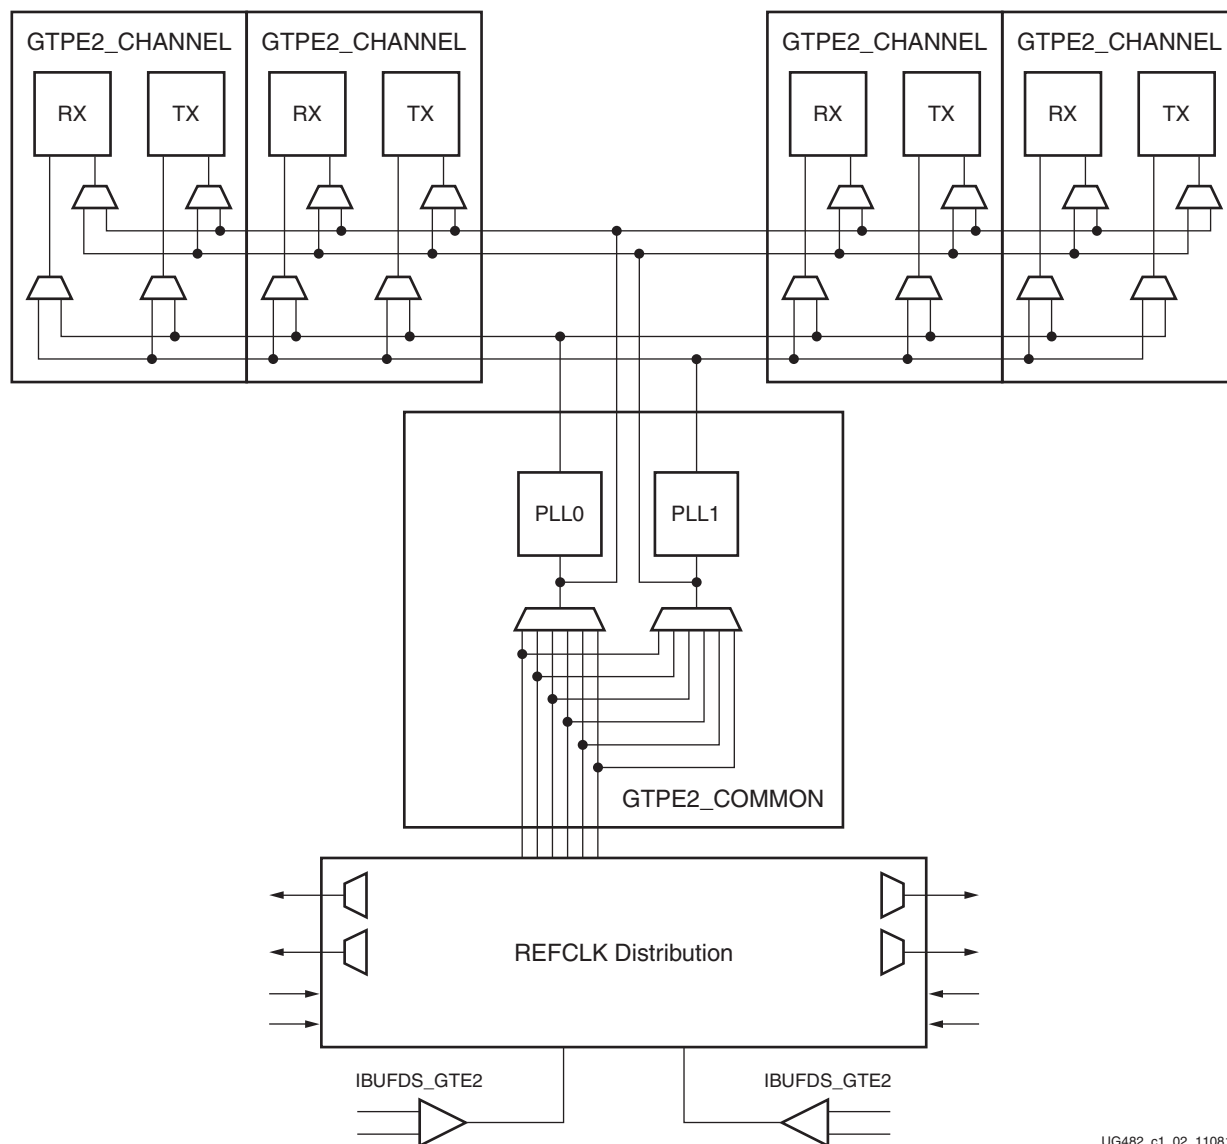 GTPE2_CHANNEL GTPE2_CHANNEL GTPE2_CHANNEL GTPE2_CHANNEL
RX TX RX TX RX TX RX TX
PLL0 PLL1
GTPE2_COMMON
REFCLK Distribution
IBUFDS_GTE2 IBUFDS_GTE2